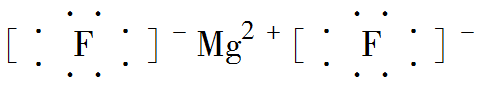 [ : F : ]⁻ Mg²⁺ [ : F : ]⁻